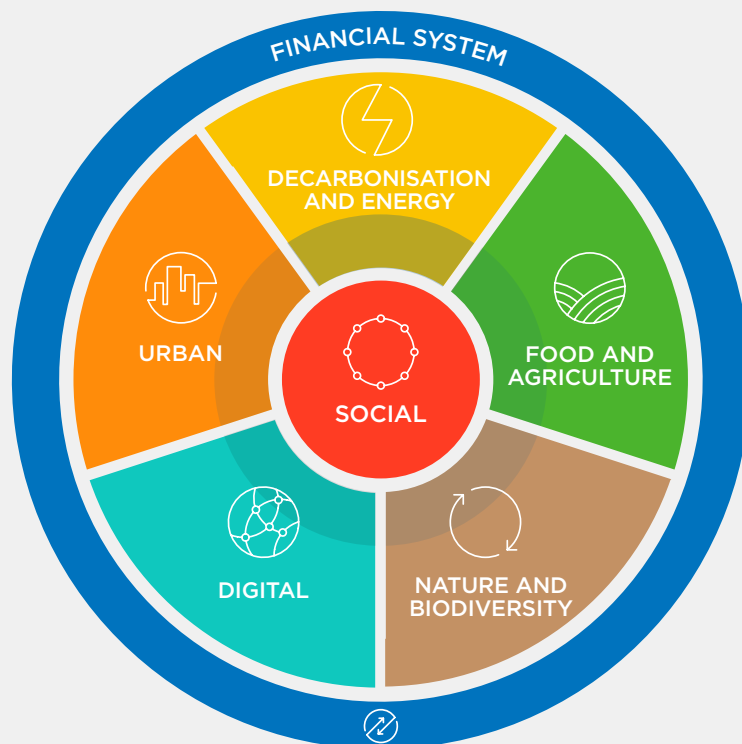 FINANCIAL SYSTEM
DECARBONISATION
AND ENERGY
URBAN
FOOD AND
AGRICULTURE
SOCIAL
DIGITAL
NATURE AND
BIODIVERSITY